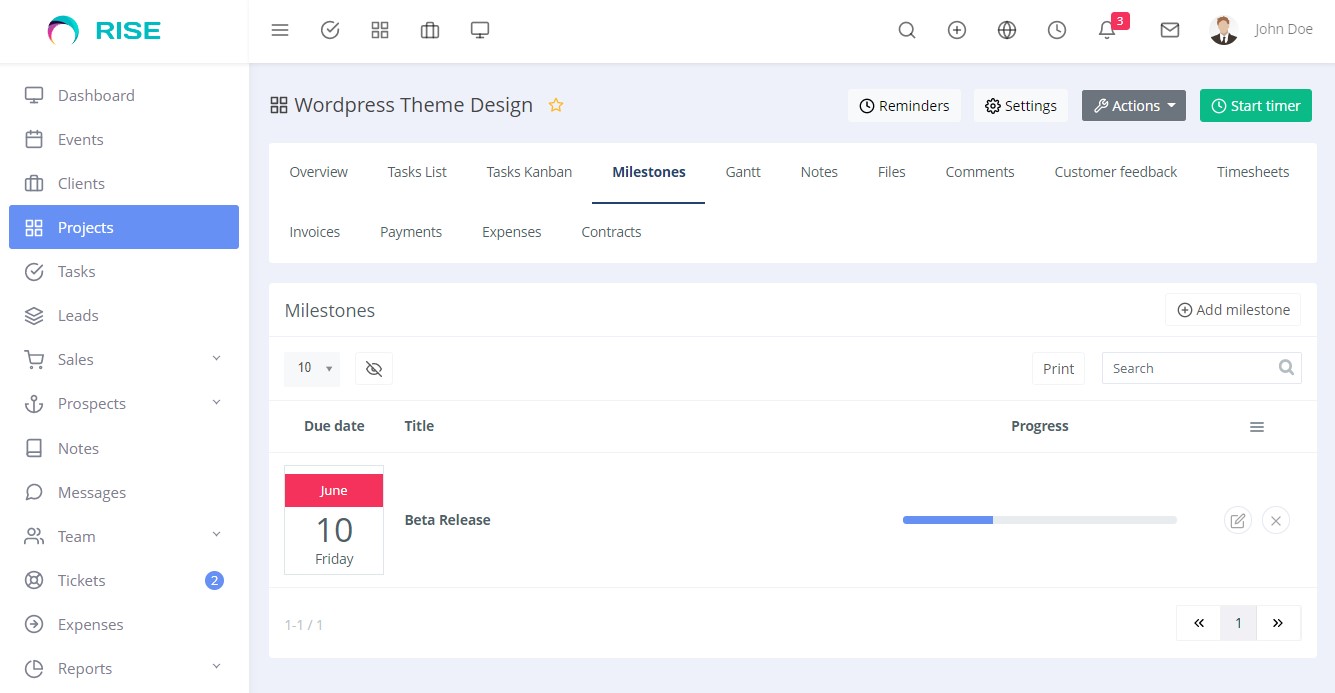 RISE
3
John Doe
Dashboard
Events
Clients
Projects
Tasks
Leads
Sales
Prospects
Notes
Messages
Team
Tickets 2
Expenses
Reports
Wordpress Theme Design
Reminders Settings Actions Start timer
Overview Tasks List Tasks Kanban Milestones Gantt Notes Files Comments Customer feedback Timesheets
Invoices Payments Expenses Contracts
Milestones Add milestone
10 Print Search
Due date Title Progress
June
10
Friday
Beta Release
1-1 / 1
« 1 »